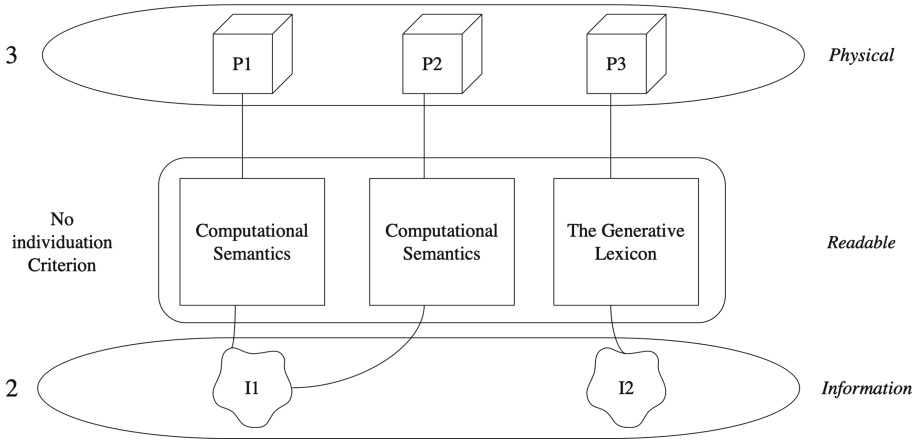 3
P1
P2
P3
Physical
No
individuation
Criterion
Computational
Semantics
Computational
Semantics
The Generative
Lexicon
Readable
2
I1
I2
Information